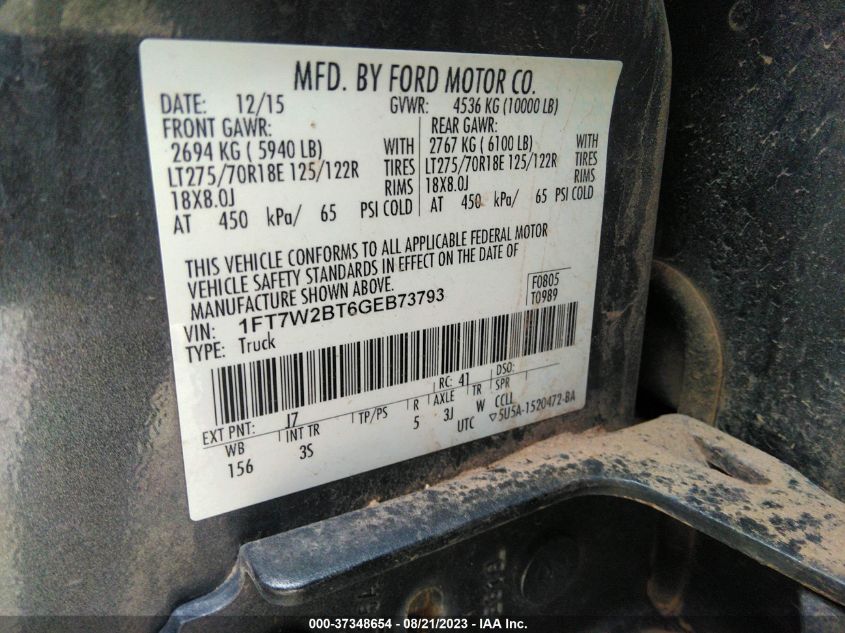 MFD. BY FORD MOTOR CO.
DATE: 12/15 GVWR: 4536 KG (10000 LB)
FRONT GAWR: REAR GAWR:
2694 KG ( 5940 LB) WITH 2767 KG ( 6100 LB) WITH
LT275/70R18E 125/122R TIRES LT275/70R18E 125/122R TIRES
18X8.0J RIMS 18X8.0J RIMS
AT 450 kPa/ 65 PSI COLD AT 450 kPa/ 65 PSI COLD
THIS VEHICLE CONFORMS TO ALL APPLICABLE FEDERAL MOTOR
VEHICLE SAFETY STANDARDS IN EFFECT ON THE DATE OF
MANUFACTURE SHOWN ABOVE.
F0805
T0989
VIN: 1FT7W2BT6GEB73793
TYPE: Truck
EXT PNT: J7 RC: 41 DSO:
WB INT TR TP/PS R AXLE TR SPR
156 3S 5 3J W CCLL
UTC ▽5U5A-1520472-BA
000-37348654 - 08/21/2023 - IAA Inc.